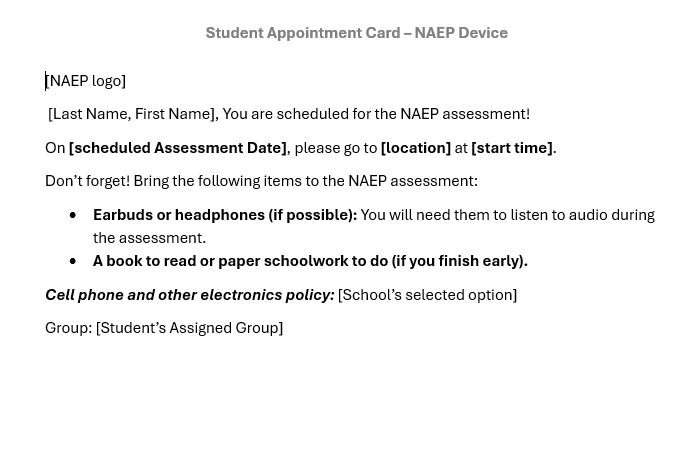 Student Appointment Card – NAEP Device
[NAEP logo]
[Last Name, First Name], You are scheduled for the NAEP assessment!
On [scheduled Assessment Date], please go to [location] at [start time].
Don’t forget! Bring the following items to the NAEP assessment:
• Earbuds or headphones (if possible): You will need them to listen to audio during
the assessment.
• A book to read or paper schoolwork to do (if you finish early).
Cell phone and other electronics policy: [School’s selected option]
Group: [Student’s Assigned Group]